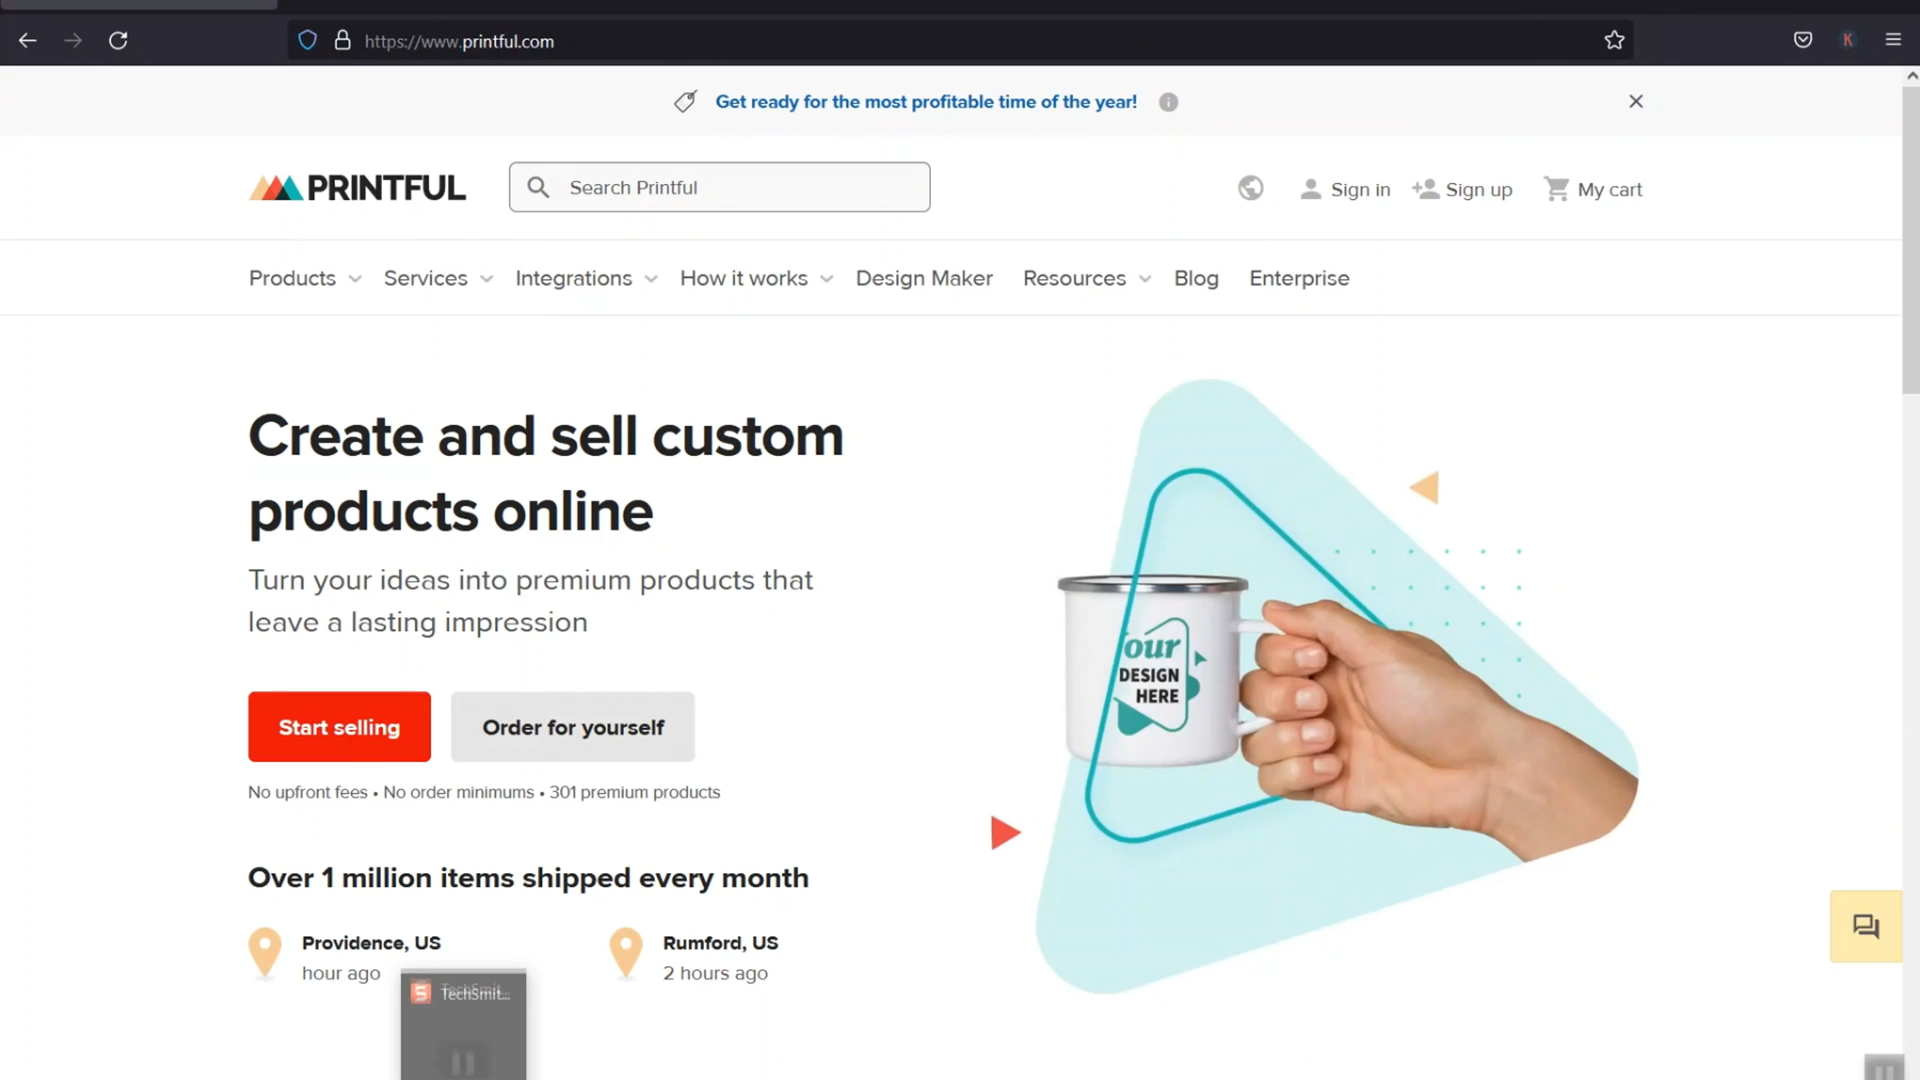 https://www.printful.com
K
Get ready for the most profitable time of the year!
PRINTFUL
Search Printful
Sign in
Sign up
My cart
Products
Services
Integrations
How it works
Design Maker
Resources
Blog
Enterprise
Create and sell custom
products online
Turn your ideas into premium products that
leave a lasting impression
our
DESIGN
HERE
Start selling
Order for yourself
No upfront fees • No order minimums • 301 premium products
Over 1 million items shipped every month
Providence, US
hour ago
Rumford, US
2 hours ago
TechSmit...